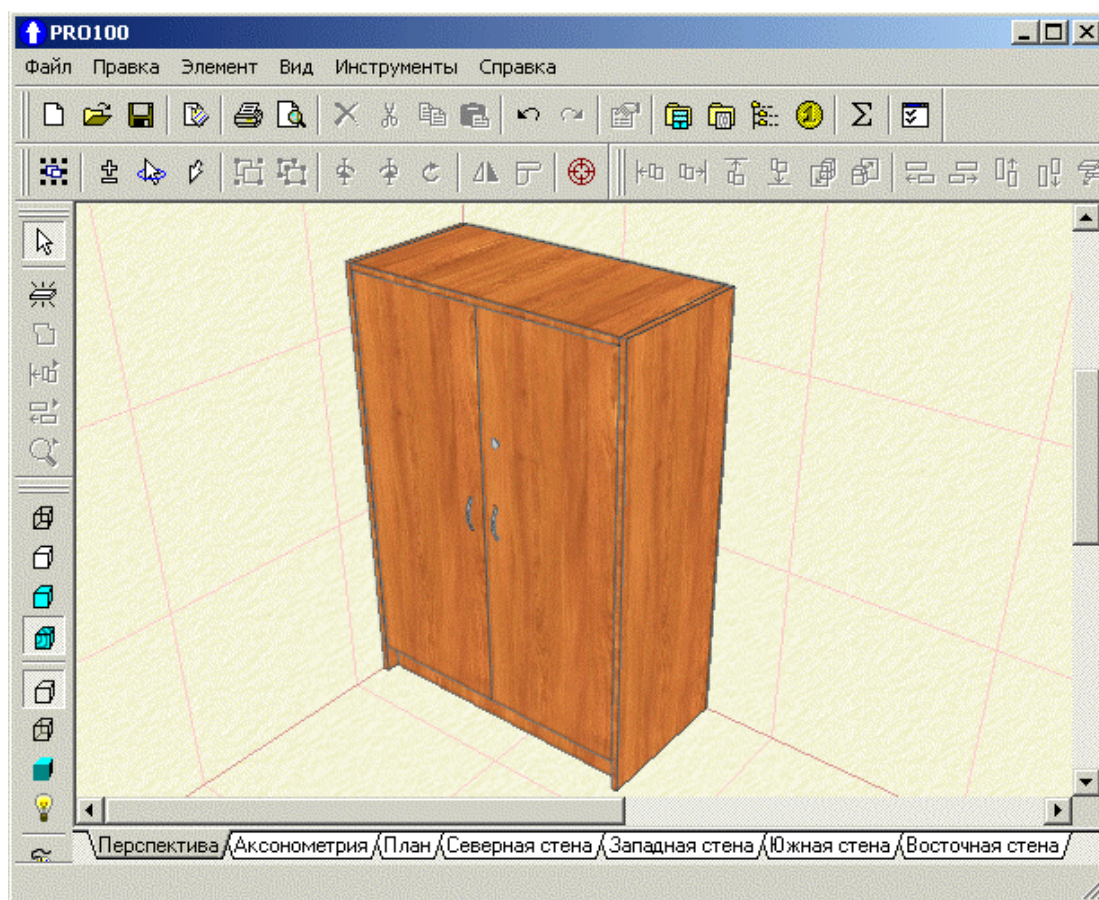 PRO100
Файл Правка Элемент Вид Инструменты Справка
Перспектива Аксонометрия План Северная стена Западная стена Южная стена Восточная стена